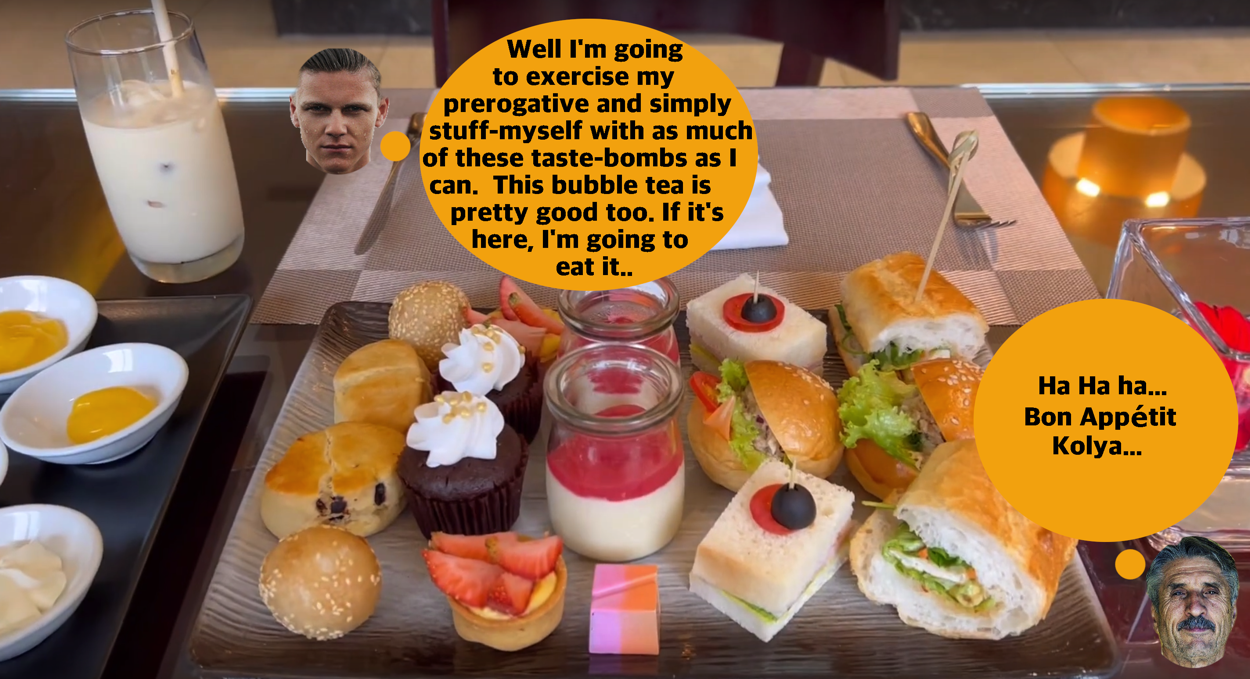 Well I'm going
to exercise my
prerogative and simply
stuff-myself with as much
of these taste-bombs as I
can.  This bubble tea is
pretty good too. If it's
here, I'm going to
eat it..
Ha Ha ha...
Bon Appétit
Kolya...